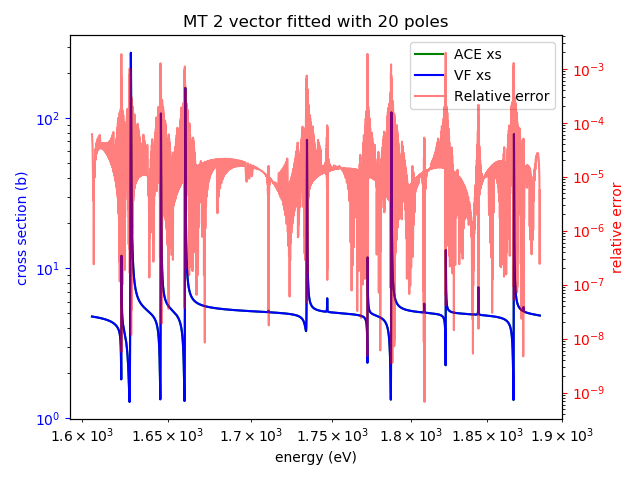 MT 2 vector fitted with 20 poles
ACE xs
VF xs
Relative error
cross section (b)
10²
10¹
10⁰
relative error
10⁻³
10⁻⁴
10⁻⁵
10⁻⁶
10⁻⁷
10⁻⁸
10⁻⁹
1.6 × 10³ 1.65 × 10³ 1.7 × 10³ 1.75 × 10³ 1.8 × 10³ 1.85 × 10³ 1.9 × 10³
energy (eV)